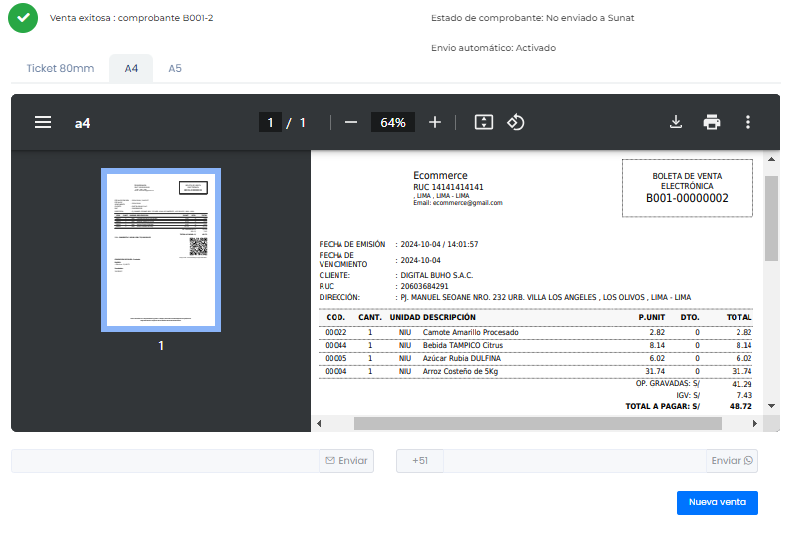 Venta exitosa : comprobante B001-2
Estado de comprobante: No enviado a Sunat
Envio automático: Activado
Ticket 80mm A4 A5
a4 1 / 1 64%
1
Ecommerce
RUC 14141414141
, LIMA , LIMA - LIMA
Email: ecommerce@gmail.com
BOLETA DE VENTA
ELECTRÓNICA
B001-00000002
FECHA DE EMISIÓN : 2024-10-04 / 14:01:57
FECHA DE
VENCIMIENTO : 2024-10-04
CLIENTE: : DIGITAL BUHO S.A.C.
RUC : 20603684291
DIRECCIÓN: : PJ. MANUEL SEOANE NRO. 232 URB. VILLA LOS ANGELES , LOS OLIVOS , LIMA - LIMA
COD. CANT. UNIDAD DESCRIPCIÓN P.UNIT DTO. TOTAL
00022 1 NIU Camote Amarillo Procesado 2.82 0 2.82
00044 1 NIU Bebida TAMPICO Citrus 8.14 0 8.14
00005 1 NIU Azúcar Rubia DULFINA 6.02 0 6.02
00004 1 NIU Arroz Costeño de 5Kg 31.74 0 31.74
OP. GRAVADAS: S/ 41.29
IGV: S/ 7.43
TOTAL A PAGAR: S/ 48.72
Enviar +51 Enviar
Nueva venta